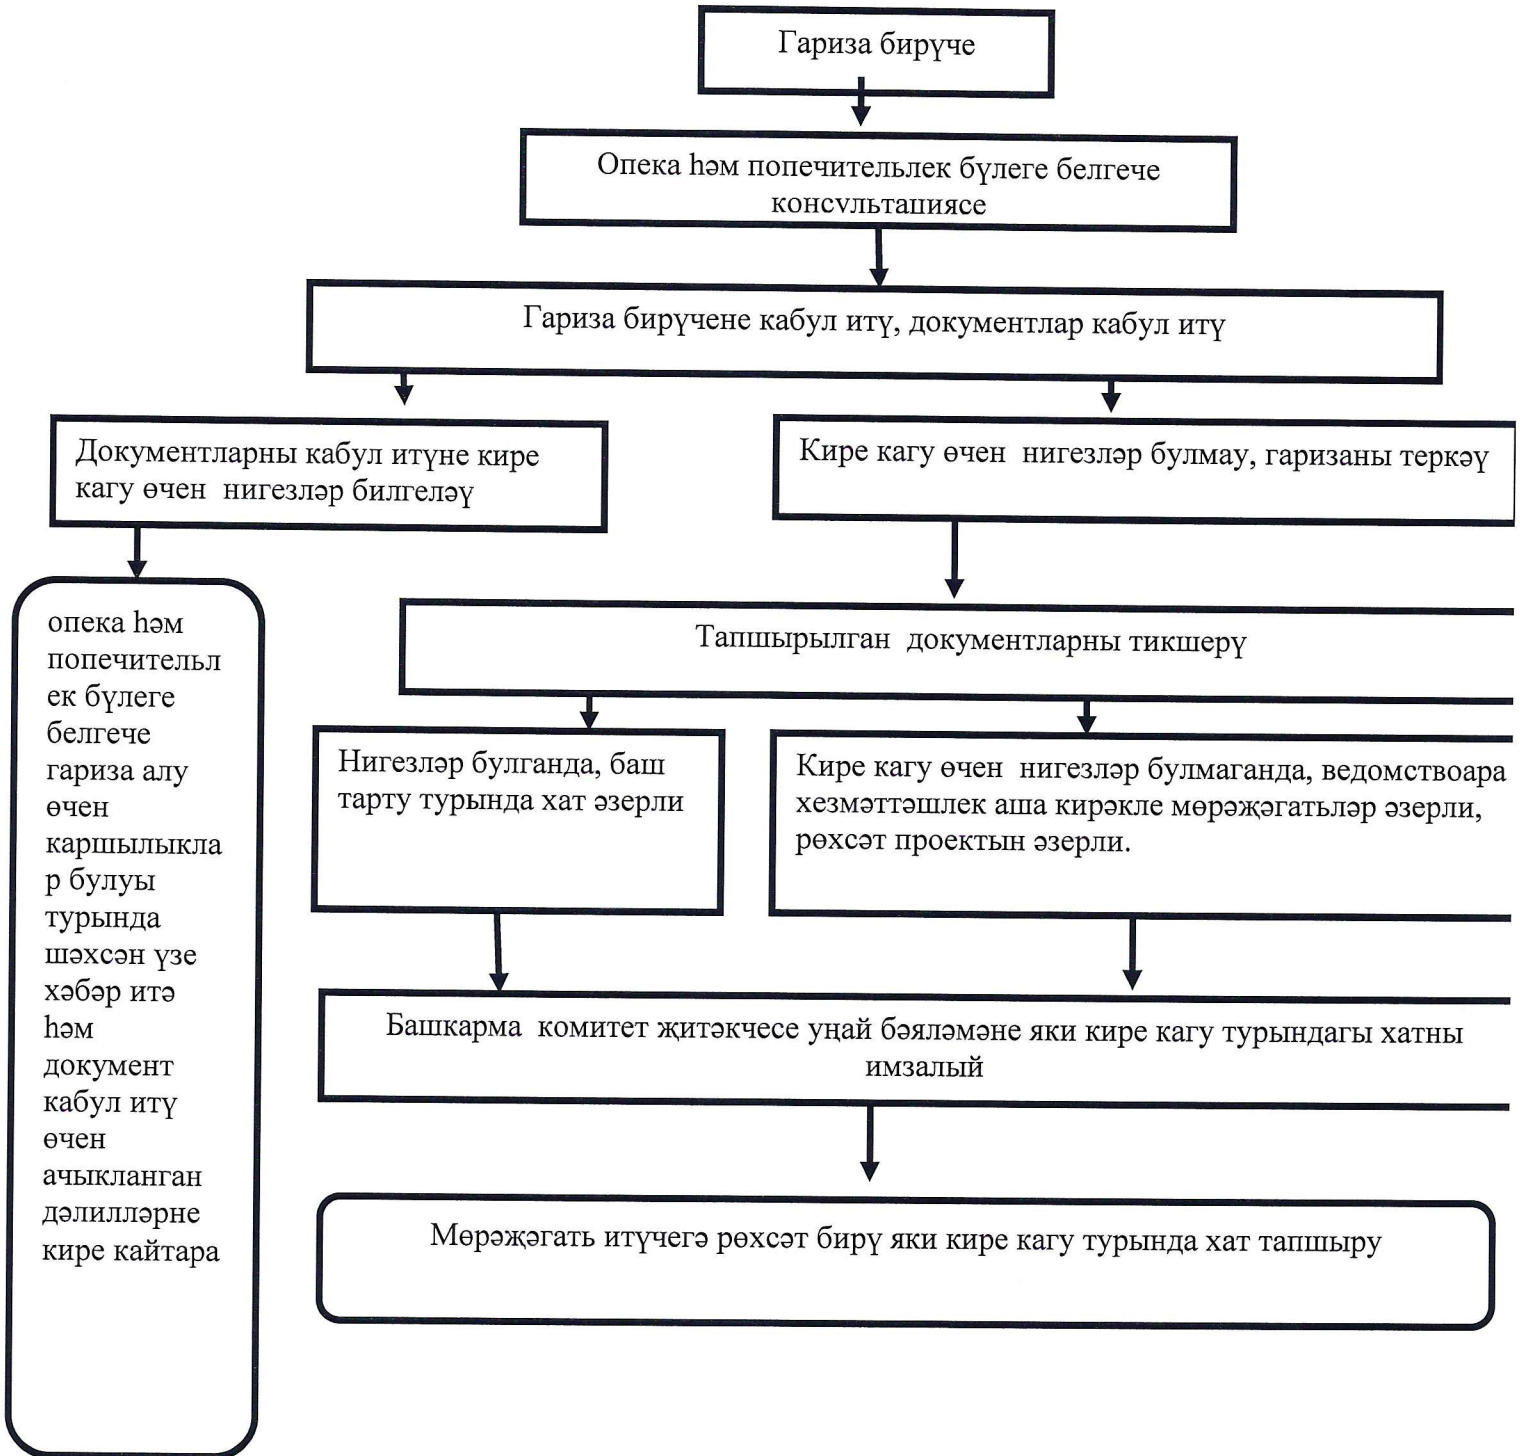 Гариза бирүче
Опека һәм попечительлек бүлеге белгече
консультациясе
Гариза бирүчене кабул итү, документлар кабул итү
Документларны кабул итүне кире
кагу өчен нигезләр билгеләү
Кире кагу өчен нигезләр булмау, гаризаны теркәү
опека һәм
попечительл
ек бүлеге
белгече
гариза алу
өчен
каршылыкла
р булуы
турында
шәхсән үзе
хәбәр итә
һәм
документ
кабул итү
өчен
ачыкланган
дәлилләрне
кире кайтара
Тапшырылган документларны тикшерү
Нигезләр булганда, баш
тарту турында хат әзерли
Кире кагу өчен нигезләр булмаганда, ведомствоара
хезмәттәшлек аша кирәкле мөрәҗәгатьләр әзерли,
рөхсәт проектын әзерли.
Башкарма комитет җитәкчесе уңай бәяләмәне яки кире кагу турындагы хатны
имзалый
Мөрәҗәгать итүчегә рөхсәт бирү яки кире кагу турында хат тапшыру